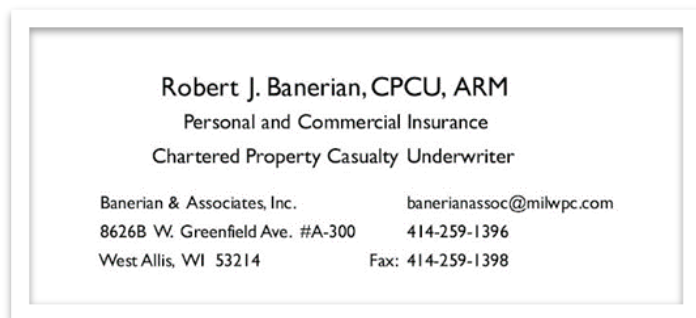 Robert J. Banerian, CPCU, ARM
Personal and Commercial Insurance
Chartered Property Casualty Underwriter
Banerian & Associates, Inc. banerianassoc@milwpc.com
8626B W. Greenfield Ave. #A-300 414-259-1396
West Allis, WI 53214 Fax: 414-259-1398